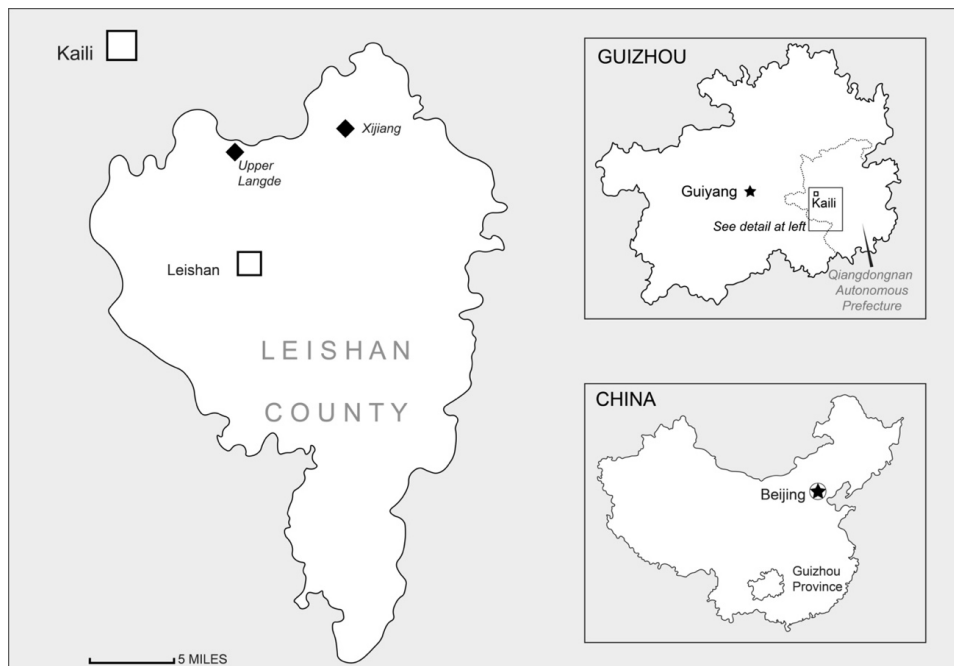 Kaili
Xijiang
Upper
Langde
Leishan
LEISHAN
COUNTY
5 MILES
GUIZHOU
Guiyang
Kaili
See detail at left
Qiangdongnan
Autonomous
Prefecture
CHINA
Beijing
Guizhou
Province